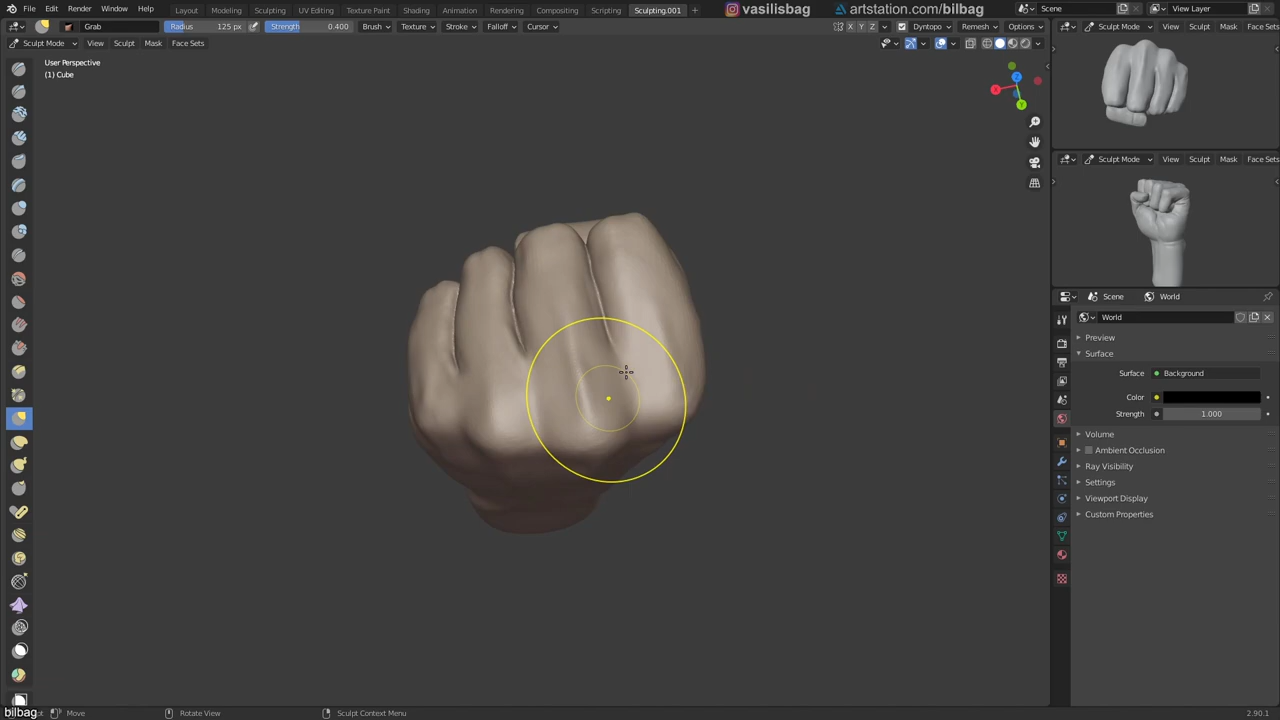 File Edit Render Window Help Layout Modeling Sculpting UV Editing Texture Paint Shading Animation Rendering Compositing Scripting Sculpting.001 + vasilisbag artstation.com/bilbag Scene View Layer
Grab Radius 125 px Strength 0.400 Brush Texture Stroke Falloff Cursor X Y Z Dyntopo Remesh Options Sculpt Mode View Sculpt Mask Face Sets
Sculpt Mode View Sculpt Mask Face Sets
User Perspective
(1) Cube
Z
X
Y
Sculpt Mode View Sculpt Mask Face Sets
Scene World
World
Preview
Surface
Surface Background
Color
Strength 1.000
Volume
Ambient Occlusion
Ray Visibility
Settings
Viewport Display
Custom Properties
bilbag Move Rotate View Sculpt Context Menu 2.90.1